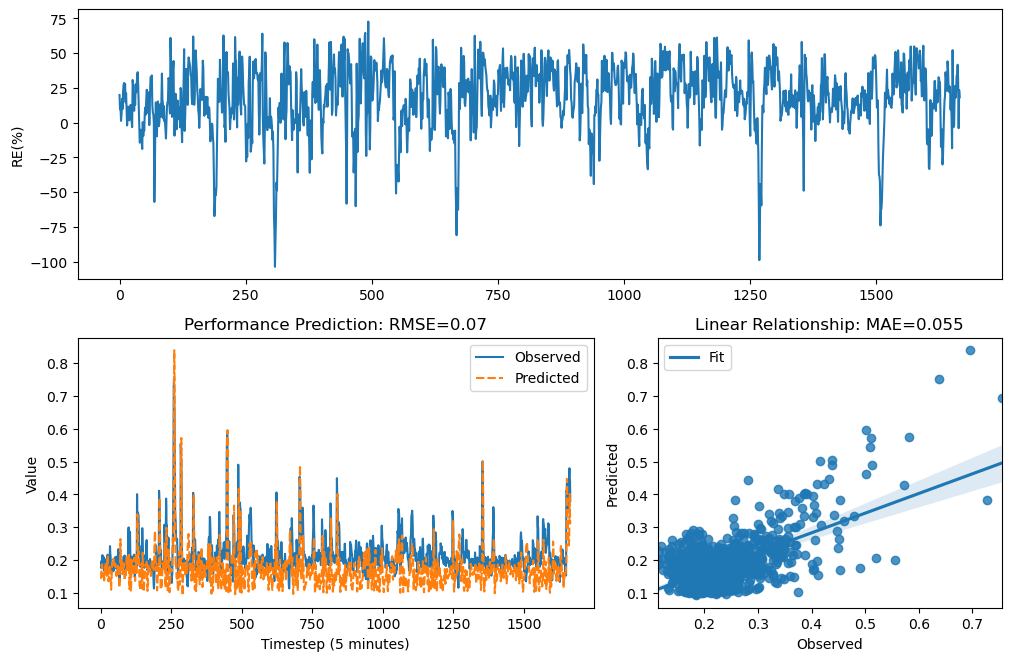 75
50
25
0
−25
−50
−75
−100
RE(%)
0 250 500 750 1000 1250 1500
Performance Prediction: RMSE=0.07
Observed
Predicted
0.8
0.7
0.6
0.5
0.4
0.3
0.2
0.1
Value
0 250 500 750 1000 1250 1500
Timestep (5 minutes)
Linear Relationship: MAE=0.055
Fit
0.8
0.7
0.6
0.5
0.4
0.3
0.2
0.1
Predicted
0.2 0.3 0.4 0.5 0.6 0.7
Observed